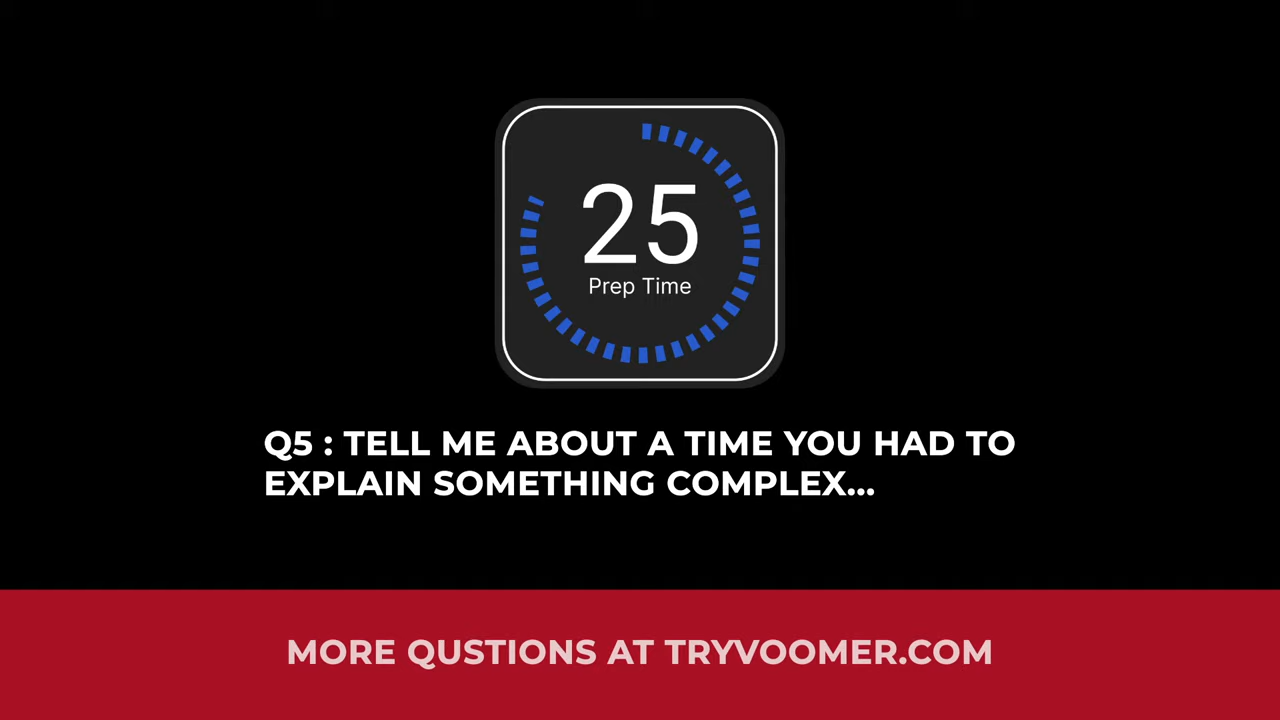 25
Prep Time
Q5 : TELL ME ABOUT A TIME YOU HAD TO
EXPLAIN SOMETHING COMPLEX...
MORE QUSTIONS AT TRYVOOMER.COM